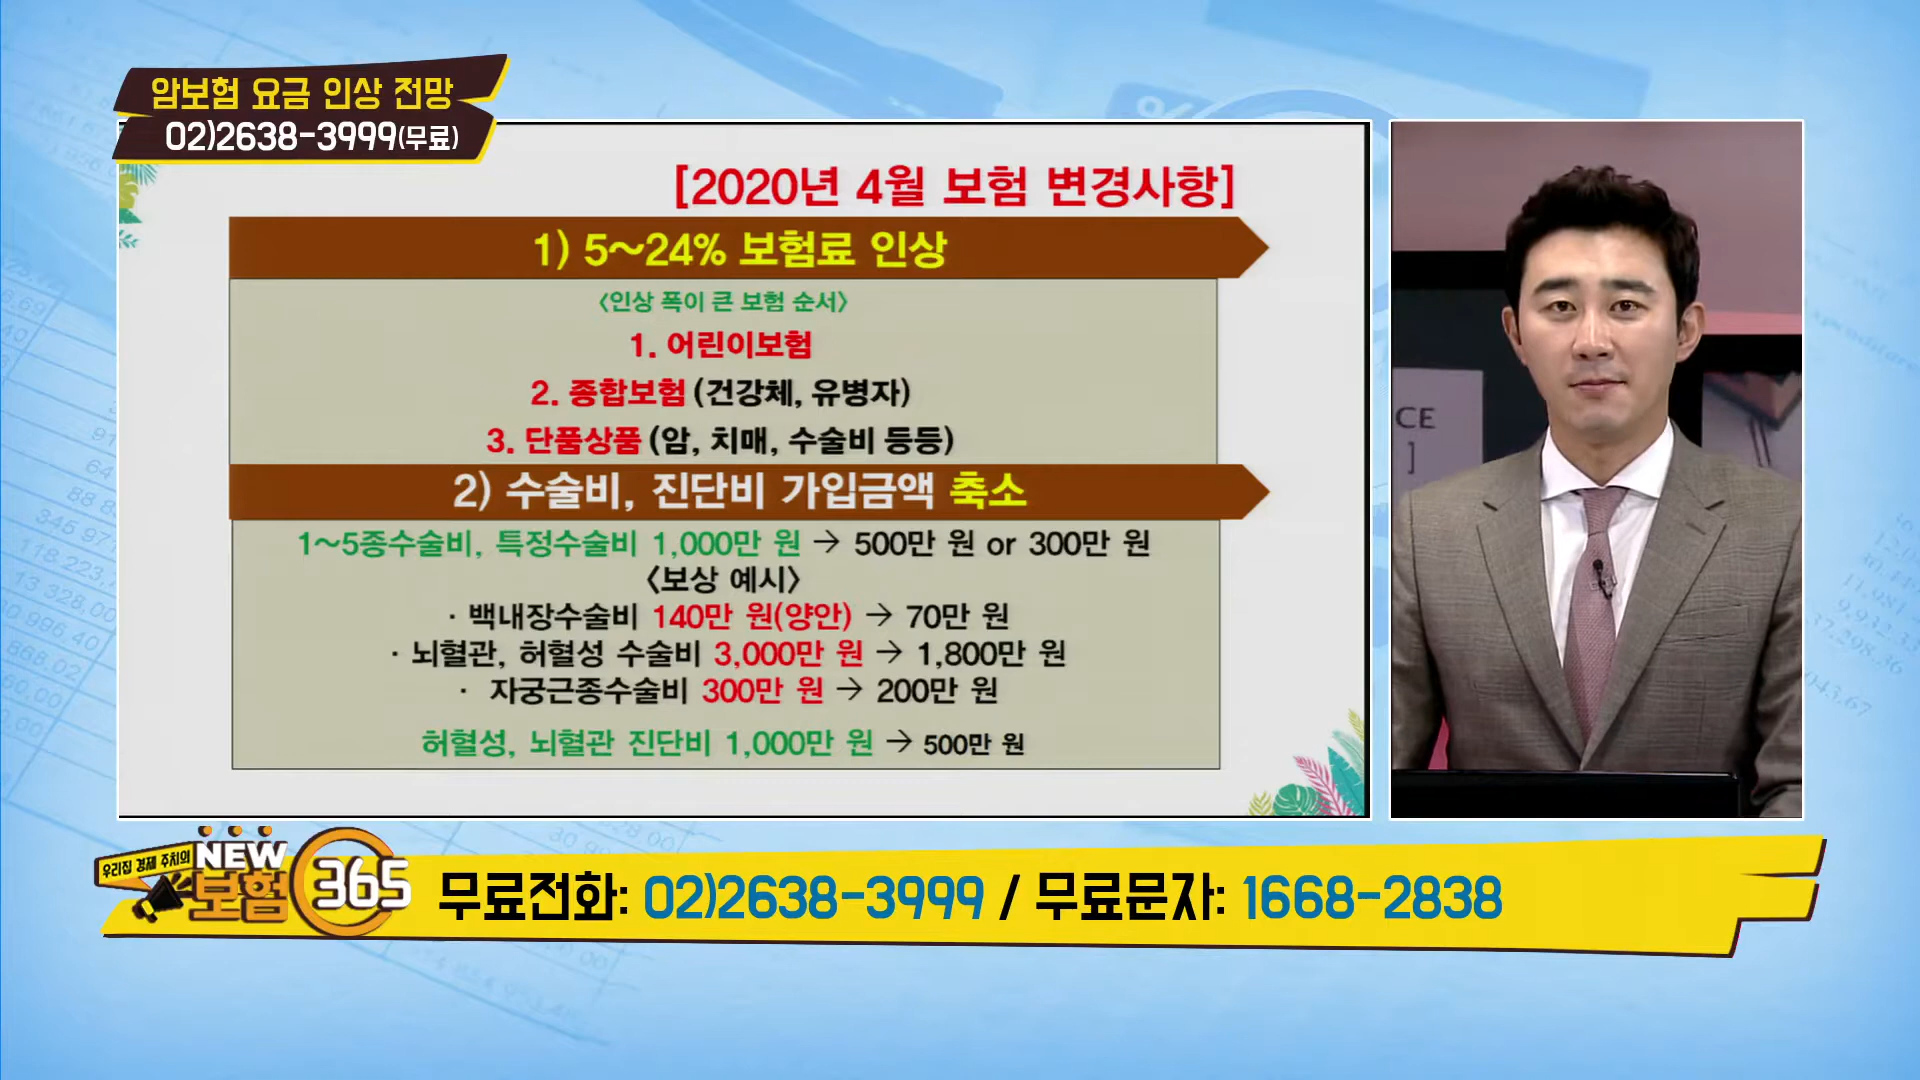 암보험 요금 인상 전망
02)2638-3999(무료)
[2020년 4월 보험 변경사항]
1) 5~24% 보험료 인상
<인상 폭이 큰 보험 순서>
1. 어린이보험
2. 종합보험 (건강체, 유병자)
3. 단품상품 (암, 치매, 수술비 등등)
2) 수술비, 진단비 가입금액 축소
1~5종수술비, 특정수술비 1,000만 원 → 500만 원 or 300만 원
<보상 예시>
· 백내장수술비 140만 원(양안) → 70만 원
· 뇌혈관, 허혈성 수술비 3,000만 원 → 1,800만 원
· 자궁근종수술비 300만 원 → 200만 원
허혈성, 뇌혈관 진단비 1,000만 원 → 500만 원
CE
]
우리집 경제 주치의
NEW
보험 365
무료전화: 02)2638-3999 / 무료문자: 1668-2838